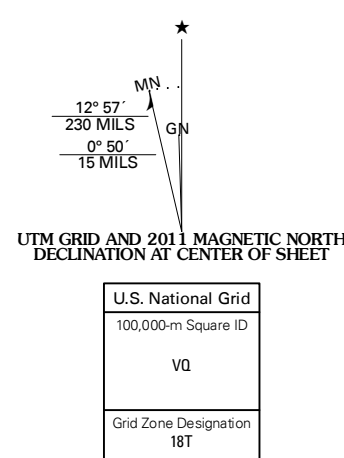 ★
MN
12° 57´
230 MILS
GN
0° 50´
15 MILS
UTM GRID AND 2011 MAGNETIC NORTH
DECLINATION AT CENTER OF SHEET
U.S. National Grid
100,000-m Square ID
VQ
Grid Zone Designation
18T